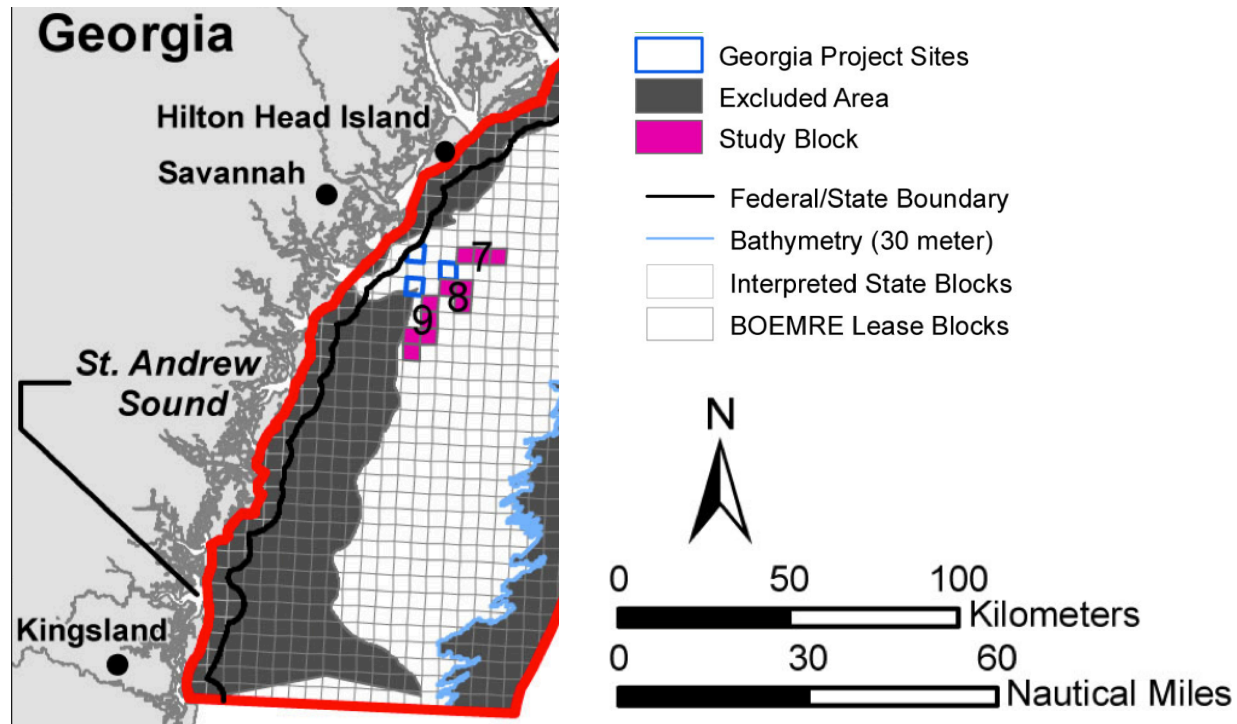 Georgia
Hilton Head Island
Savannah
7
8
9
St. Andrew
Sound
Kingsland
Georgia Project Sites
Excluded Area
Study Block
Federal/State Boundary
Bathymetry (30 meter)
Interpreted State Blocks
BOEMRE Lease Blocks
N
0 50 100
Kilometers
0 30 60
Nautical Miles